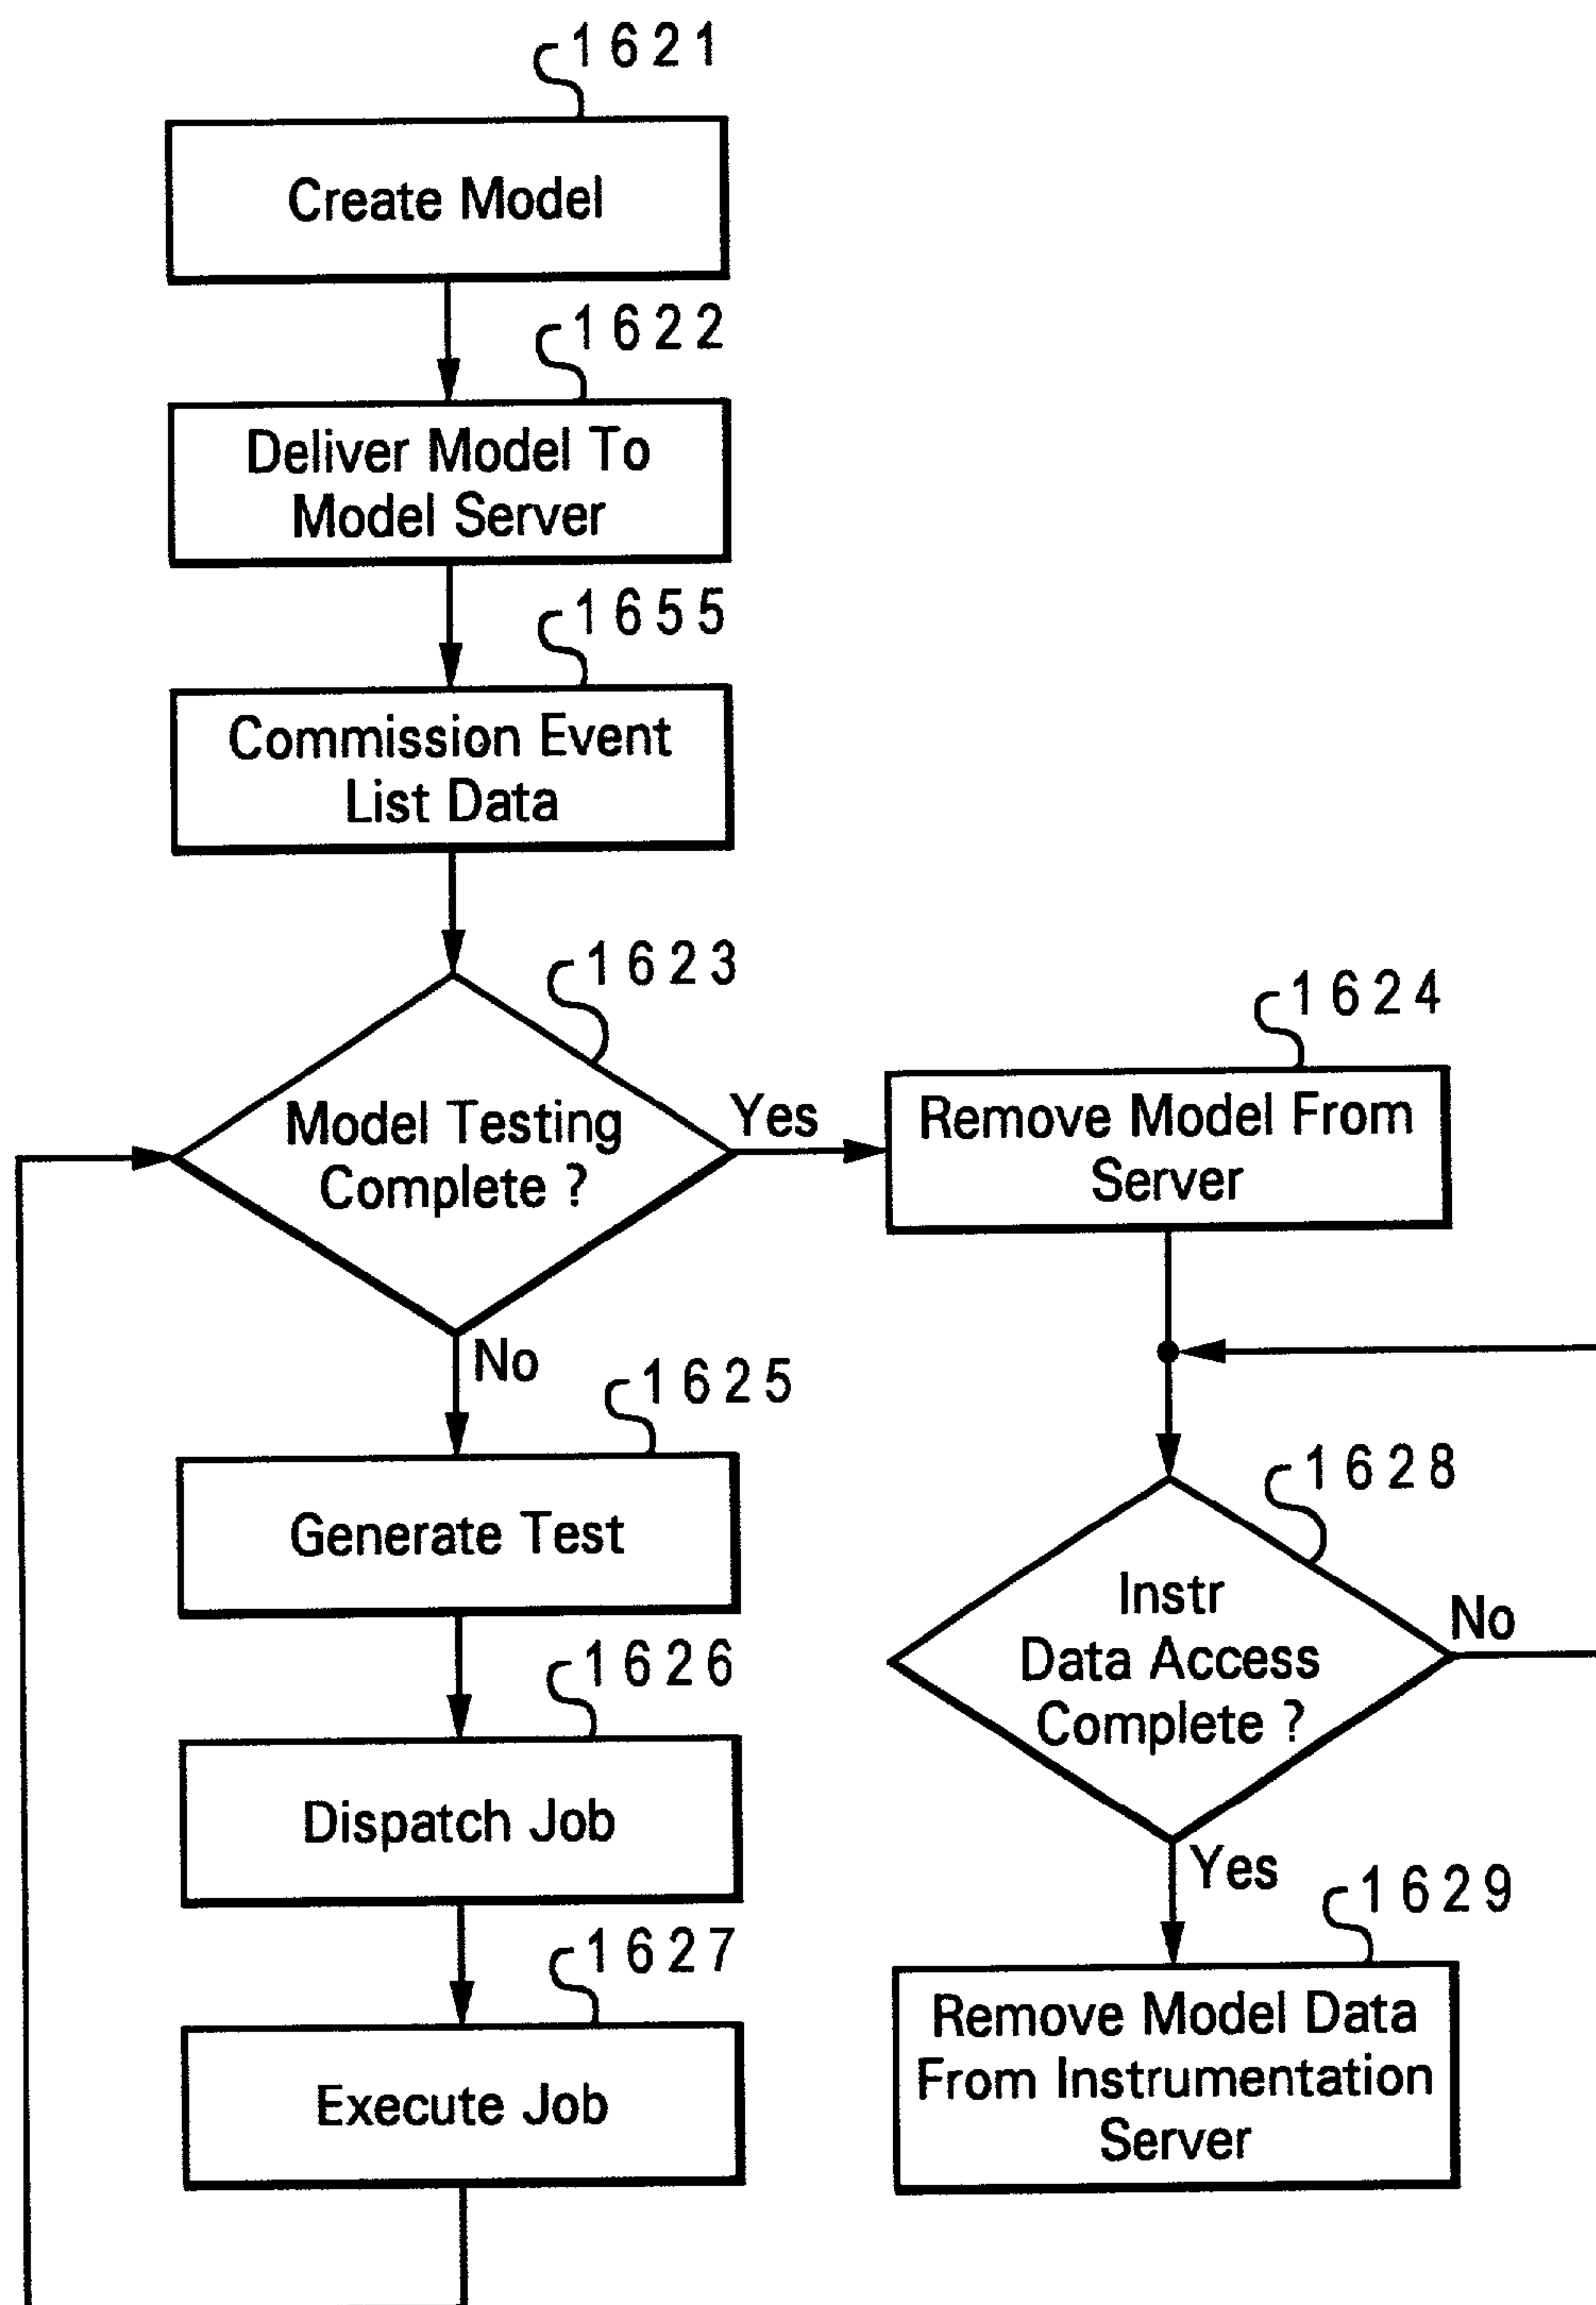 1621
Create Model
1622
Deliver Model To
Model Server
1655
Commission Event
List Data
1623
Model Testing
Complete ?
Yes
No
1624
Remove Model From
Server
1625
Generate Test
1626
Dispatch Job
1627
Execute Job
1628
Instr
Data Access
Complete ?
No
Yes
1629
Remove Model Data
From Instrumentation
Server